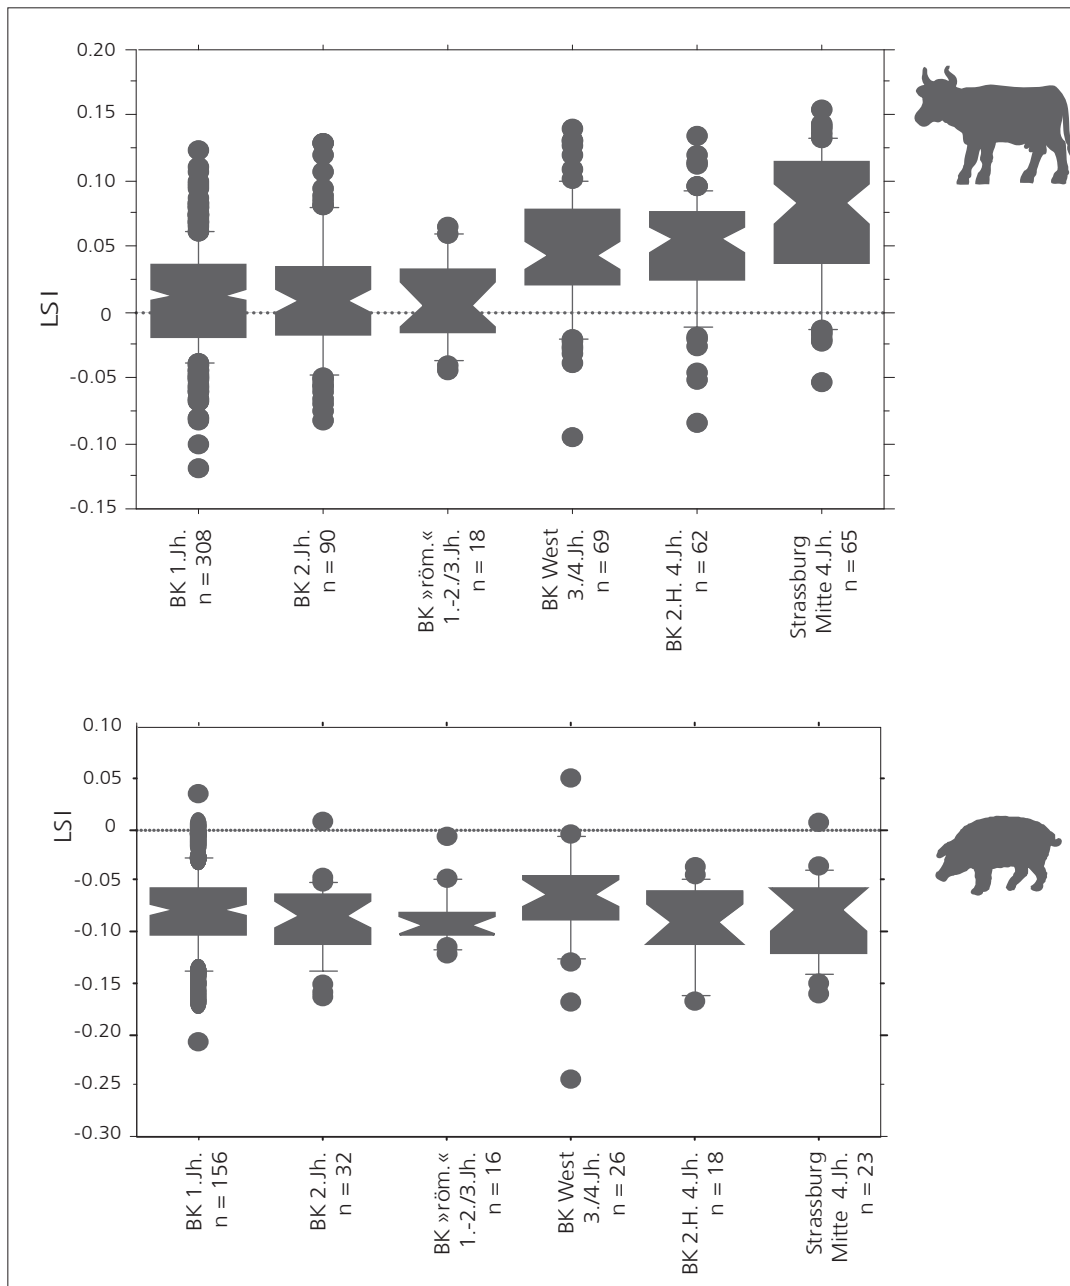 0.20
0.15
0.10
0.05
0
-0.05
-0.10
-0.15
LSI
BK 1.Jh.
n = 308
BK 2.Jh.
n = 90
BK »röm.«
1.-2./3.Jh.
n = 18
BK West
3./4.Jh.
n = 69
BK 2.H. 4.Jh.
n = 62
Strassburg
Mitte 4.Jh.
n = 65
0.10
0.05
0
-0.05
-0.10
-0.15
-0.20
-0.25
-0.30
LSI
BK 1.Jh.
n = 156
BK 2.Jh.
n = 32
BK »röm.«
1.-2./3.Jh.
n = 16
BK West
3./4.Jh.
n = 26
BK 2.H. 4.Jh.
n = 18
Strassburg
Mitte 4.Jh.
n = 23